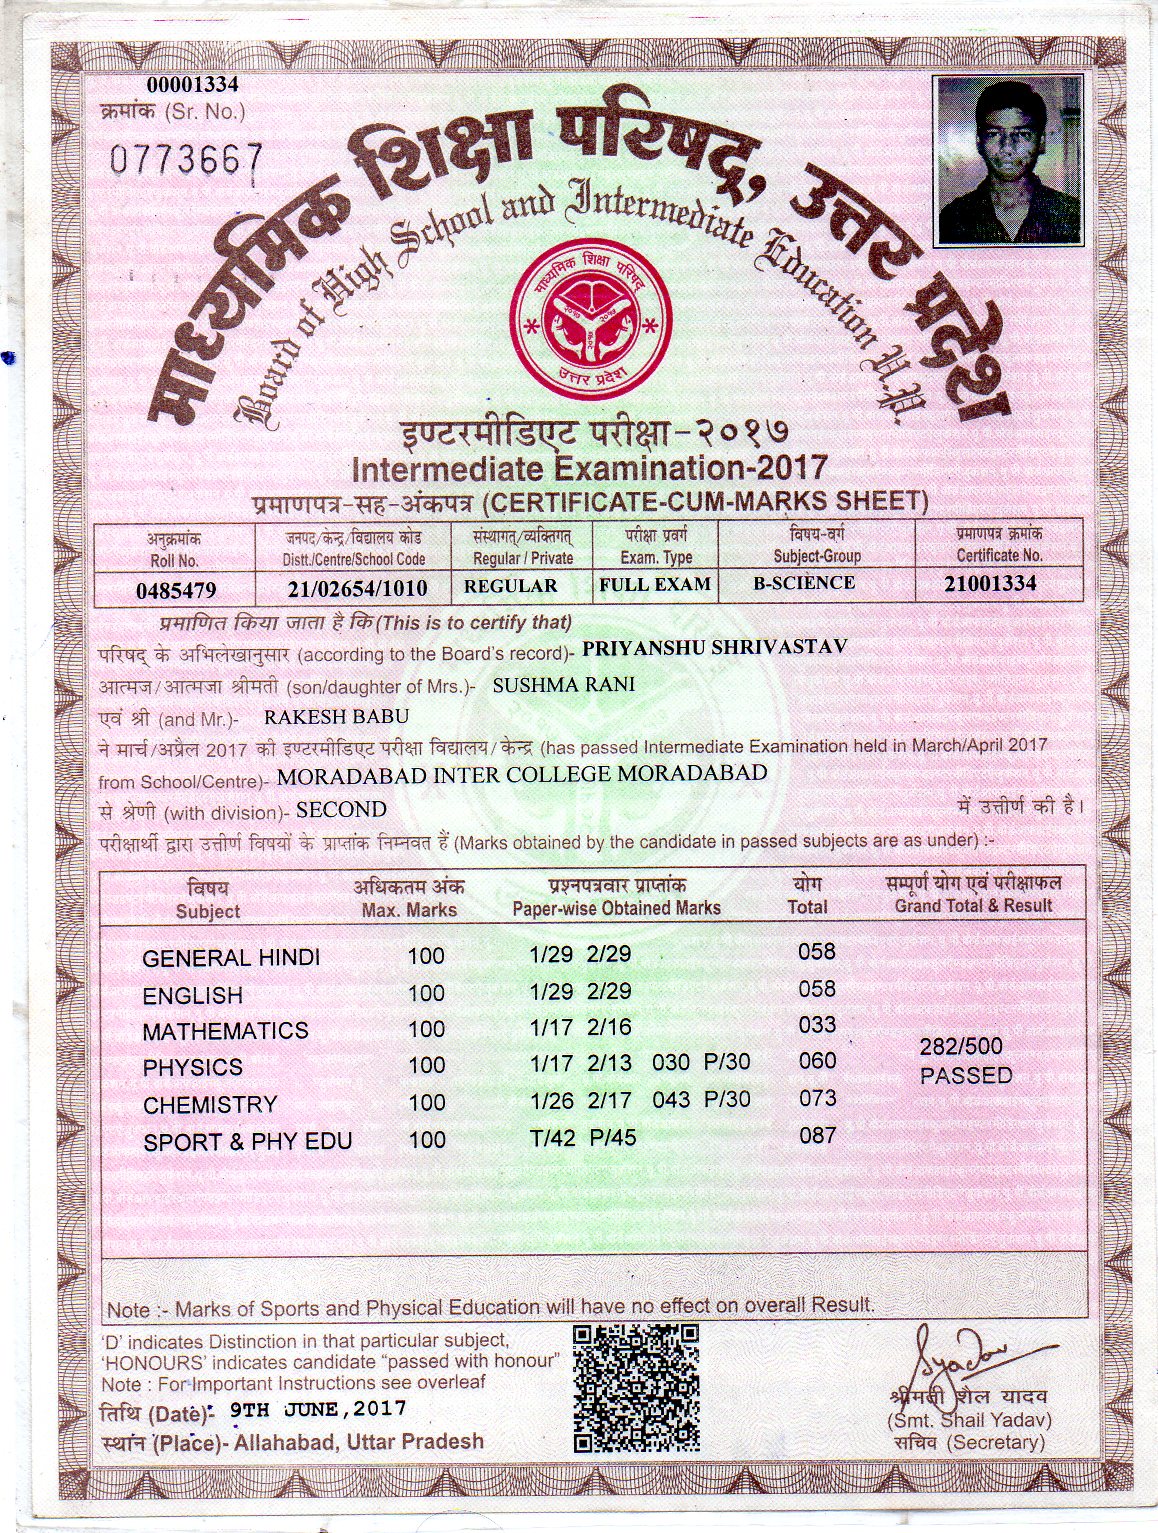 00001334
क्रमांक (Sr. No.)
0773667
माध्यमिक शिक्षा परिषद्, उत्तर प्रदेश
Board of High School and Intermediate Education U.P.
माध्यमिक शिक्षा परिषद्
उत्तर प्रदेश
इण्टरमीडिएट परीक्षा-२०१७
Intermediate Examination-2017
प्रमाणपत्र-सह-अंकपत्र (CERTIFICATE-CUM-MARKS SHEET)
अनुक्रमांक जनपद/केन्द्र/विद्यालय कोड संस्थागत्/व्यक्तिगत् परीक्षा प्रवर्ग विषय-वर्ग प्रमाणपत्र क्रमांक
Roll No. Distt./Centre/School Code Regular / Private Exam. Type Subject-Group Certificate No.
0485479 21/02654/1010 REGULAR FULL EXAM B-SCIENCE 21001334
प्रमाणित किया जाता है कि (This is to certify that)
परिषद् के अभिलेखानुसार (according to the Board's record)- PRIYANSHU SHRIVASTAV
आत्मज/आत्मजा श्रीमती (son/daughter of Mrs.)- SUSHMA RANI
एवं श्री (and Mr.)- RAKESH BABU
ने मार्च/अप्रैल 2017 की इण्टरमीडिएट परीक्षा विद्यालय/केन्द्र (has passed Intermediate Examination held in March/April 2017
from School/Centre)- MORADABAD INTER COLLEGE MORADABAD
से श्रेणी (with division)- SECOND में उत्तीर्ण की है।
परीक्षार्थी द्वारा उत्तीर्ण विषयों के प्राप्तांक निम्नवत हैं (Marks obtained by the candidate in passed subjects are as under) :-
विषय अधिकतम अंक प्रश्नपत्रवार प्राप्तांक योग सम्पूर्ण योग एवं परीक्षाफल
Subject Max. Marks Paper-wise Obtained Marks Total Grand Total & Result
GENERAL HINDI 100 1/29 2/29 058
ENGLISH 100 1/29 2/29 058
MATHEMATICS 100 1/17 2/16 033
282/500
PHYSICS 100 1/17 2/13 030 P/30 060
PASSED
CHEMISTRY 100 1/26 2/17 043 P/30 073
SPORT & PHY EDU 100 T/42 P/45 087
Note :- Marks of Sports and Physical Education will have no effect on overall Result.
'D' indicates Distinction in that particular subject,
'HONOURS' indicates candidate "passed with honour"
Note : For Important Instructions see overleaf
तिथि (Date)- 9TH JUNE,2017
स्थान (Place)- Allahabad, Uttar Pradesh
Syadav
श्रीमती शैल यादव
(Smt. Shail Yadav)
सचिव (Secretary)